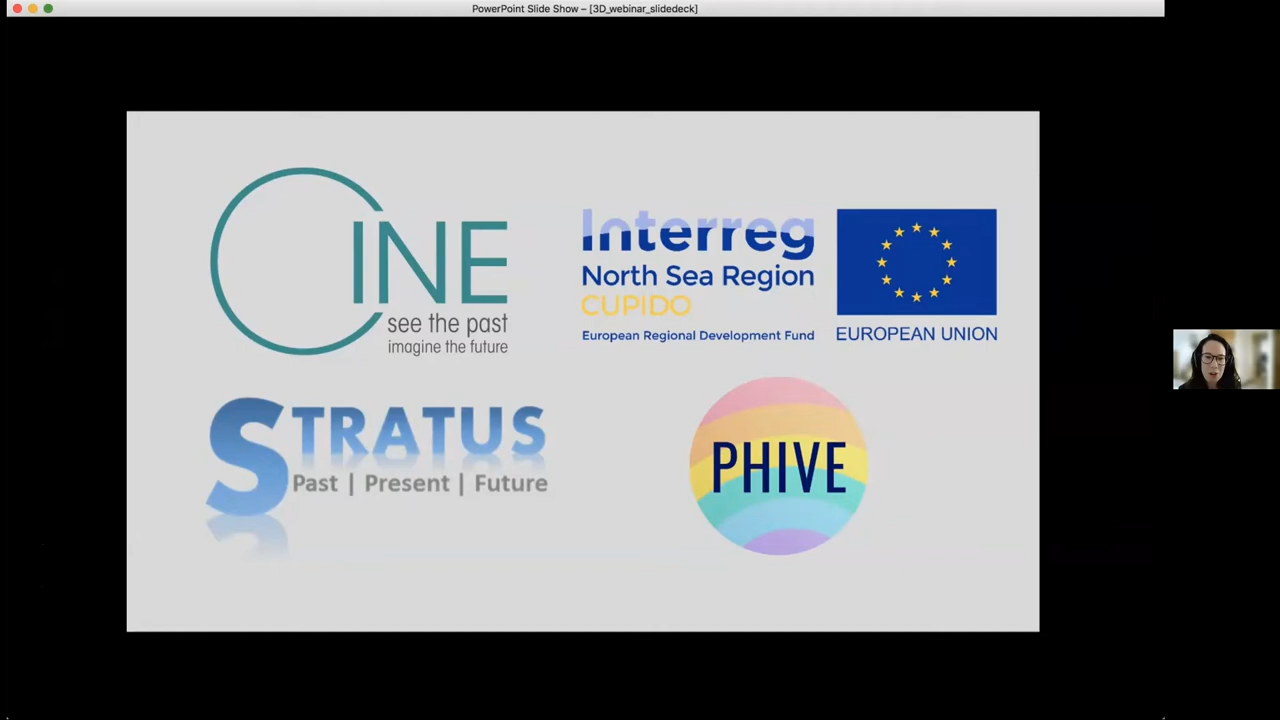 PowerPoint Slide Show – [3D_webinar_slidedeck]
CINE
see the past
imagine the future
Interreg
North Sea Region
CUPIDO
European Regional Development Fund
EUROPEAN UNION
STRATUS
Past | Present | Future
PHIVE